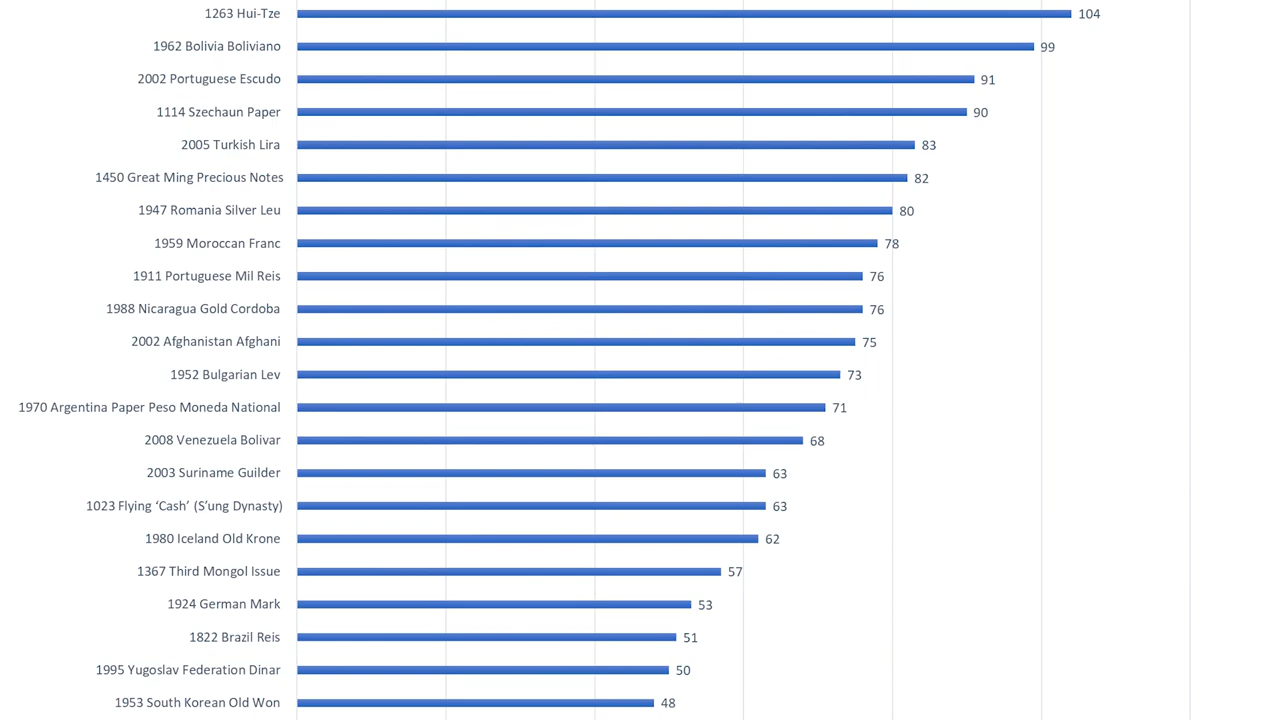 1263 Hui-Tze 104
1962 Bolivia Boliviano 99
2002 Portuguese Escudo 91
1114 Szechaun Paper 90
2005 Turkish Lira 83
1450 Great Ming Precious Notes 82
1947 Romania Silver Leu 80
1959 Moroccan Franc 78
1911 Portuguese Mil Reis 76
1988 Nicaragua Gold Cordoba 76
2002 Afghanistan Afghani 75
1952 Bulgarian Lev 73
1970 Argentina Paper Peso Moneda National 71
2008 Venezuela Bolivar 68
2003 Suriname Guilder 63
1023 Flying ‘Cash’ (S’ung Dynasty) 63
1980 Iceland Old Krone 62
1367 Third Mongol Issue 57
1924 German Mark 53
1822 Brazil Reis 51
1995 Yugoslav Federation Dinar 50
1953 South Korean Old Won 48